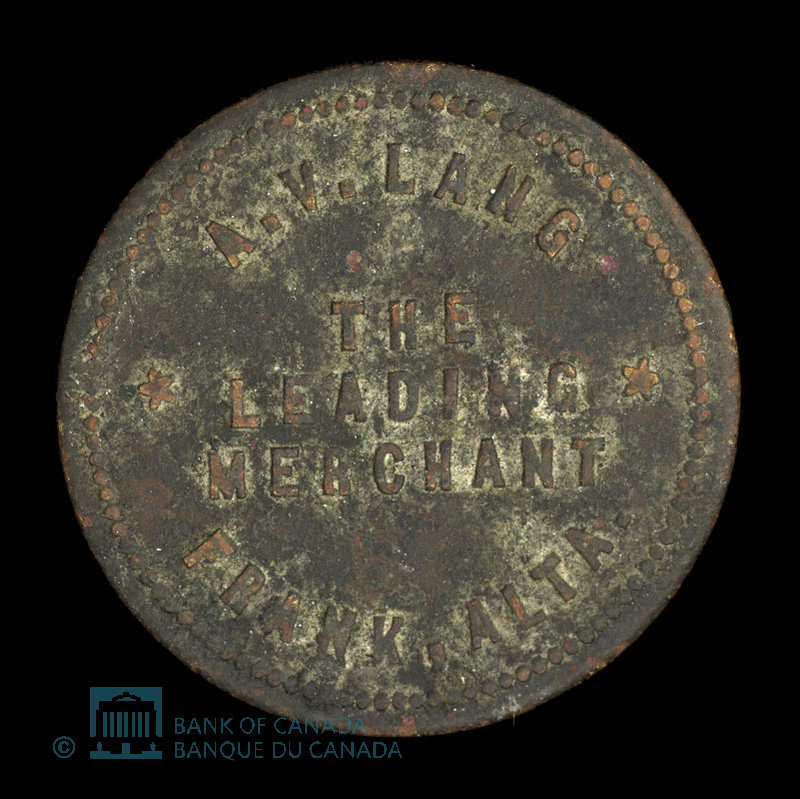 A.V. LANG
THE
LEADING
MERCHANT
FRANK, ALTA.
© BANK OF CANADA
BANQUE DU CANADA